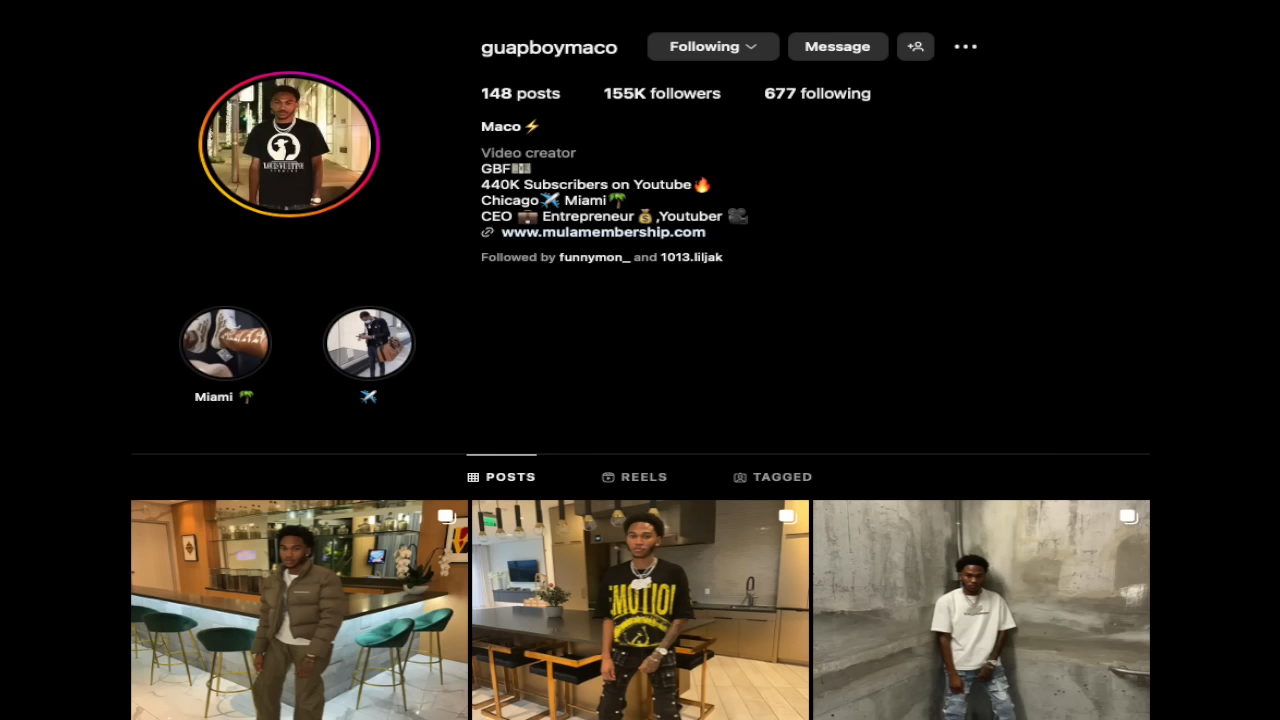 guapboymaco Following Message
148 posts 155K followers 677 following
Maco⚡
Video creator
GBF💵
440K Subscribers on Youtube🔥
Chicago✈️ Miami🌴
CEO 💼 Entrepreneur💰,Youtuber 🎥
www.mulamembership.com
Followed by funnymon_ and 1013.liljak
Miami 🌴 ✈️
POSTS REELS TAGGED